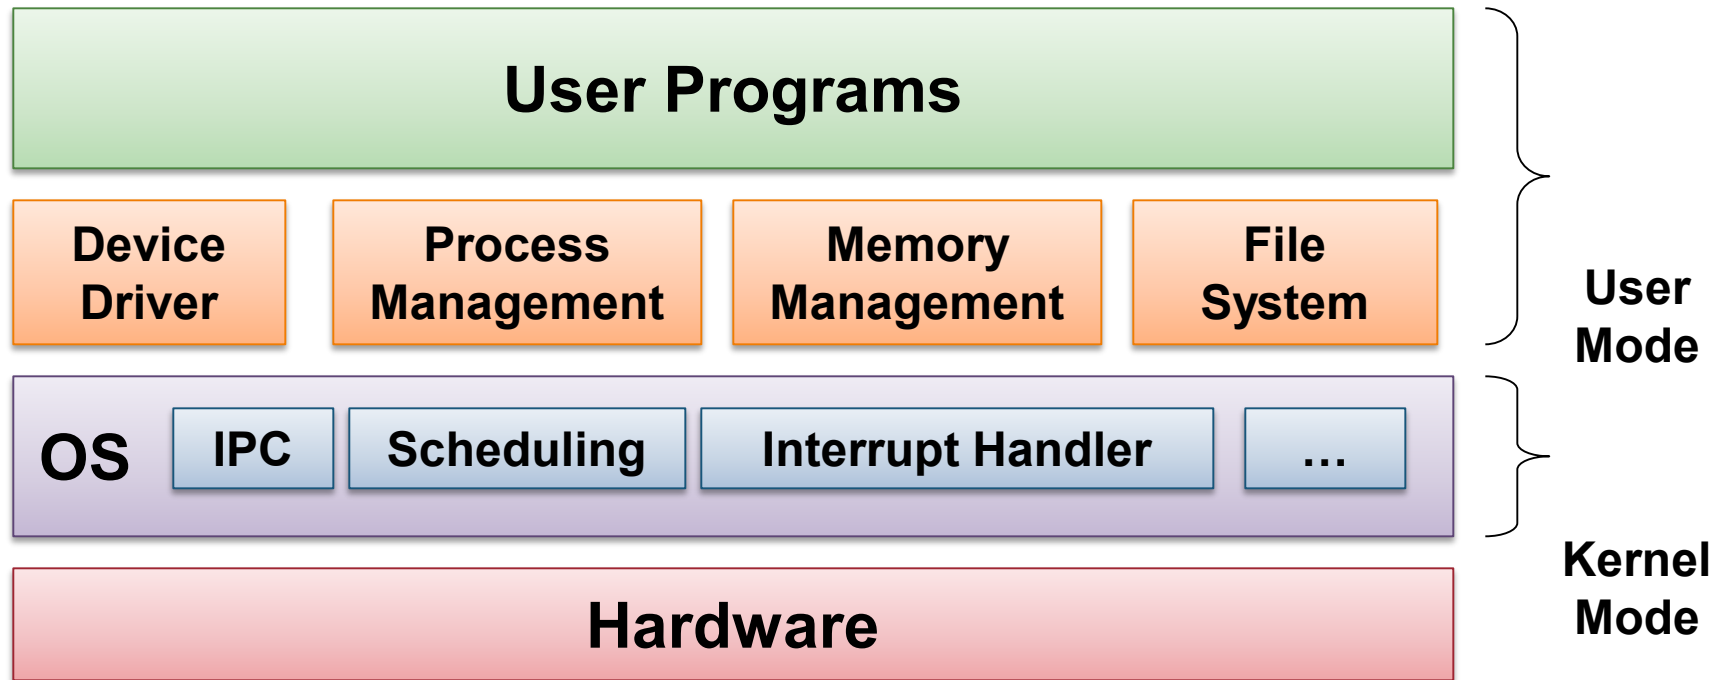 User Programs
Device
Driver
Process
Management
Memory
Management
File
System
User
Mode
OS
IPC
Scheduling
Interrupt Handler
...
Kernel
Mode
Hardware